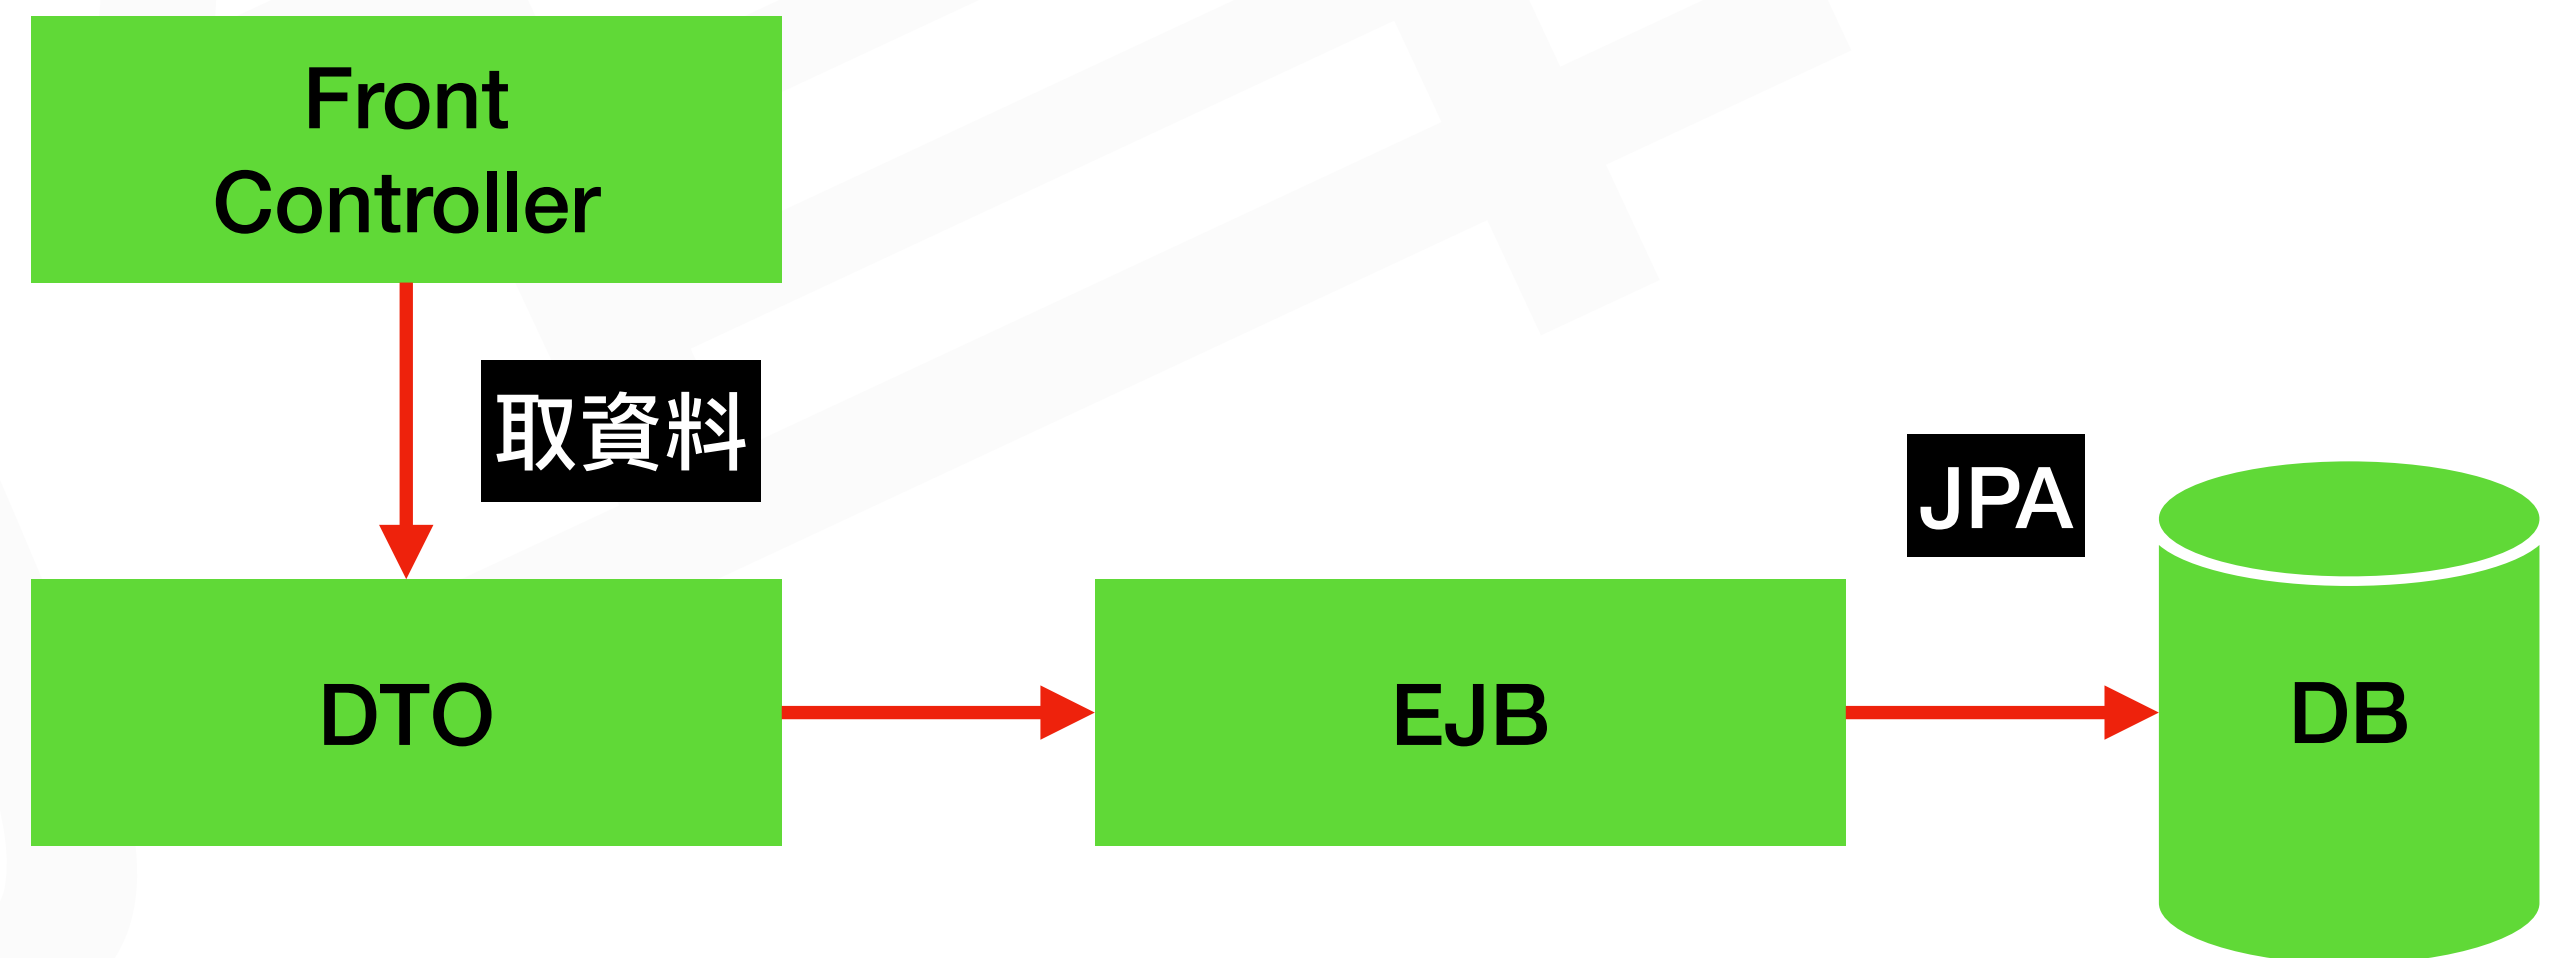 Front
Controller
取資料
JPA
DTO
EJB
DB